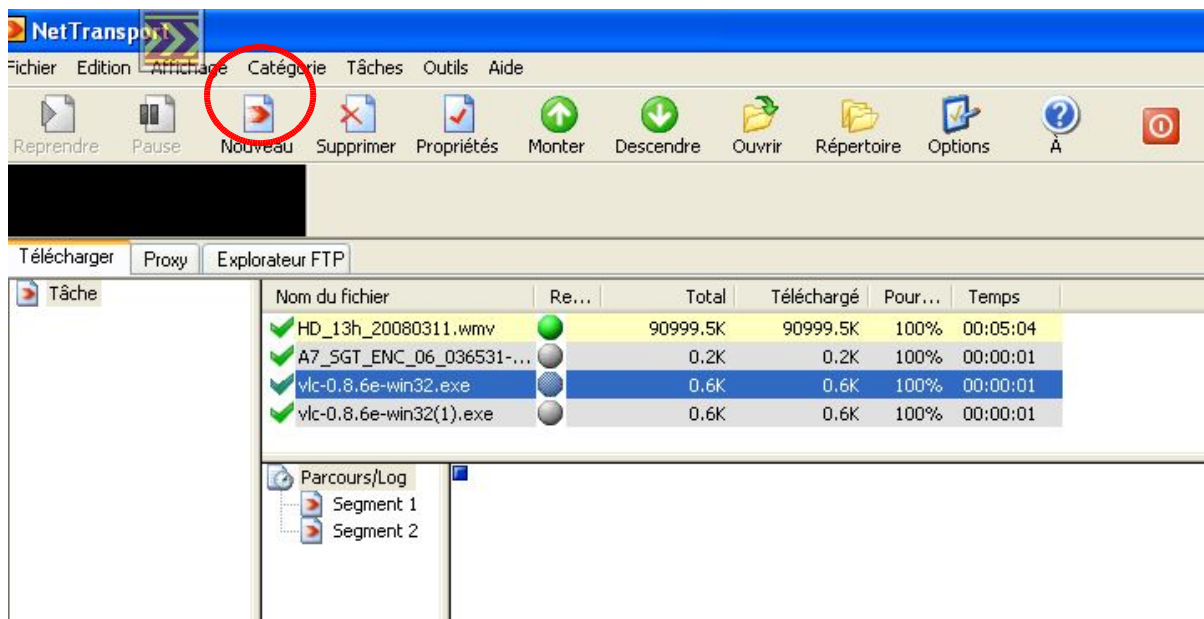 NetTransport
Fichier Edition Affichage Catégorie Tâches Outils Aide
Reprendre Pause Nouveau Supprimer Propriétés Monter Descendre Ouvrir Répertoire Options À
Télécharger Proxy Explorateur FTP
Tâche
Nom du fichier Re... Total Téléchargé Pour... Temps
HD_13h_20080311.wmv 90999.5K 90999.5K 100% 00:05:04
A7_SGT_ENC_06_036531-... 0.2K 0.2K 100% 00:00:01
vlc-0.8.6e-win32.exe 0.6K 0.6K 100% 00:00:01
vlc-0.8.6e-win32(1).exe 0.6K 0.6K 100% 00:00:01
Parcours/Log
Segment 1
Segment 2